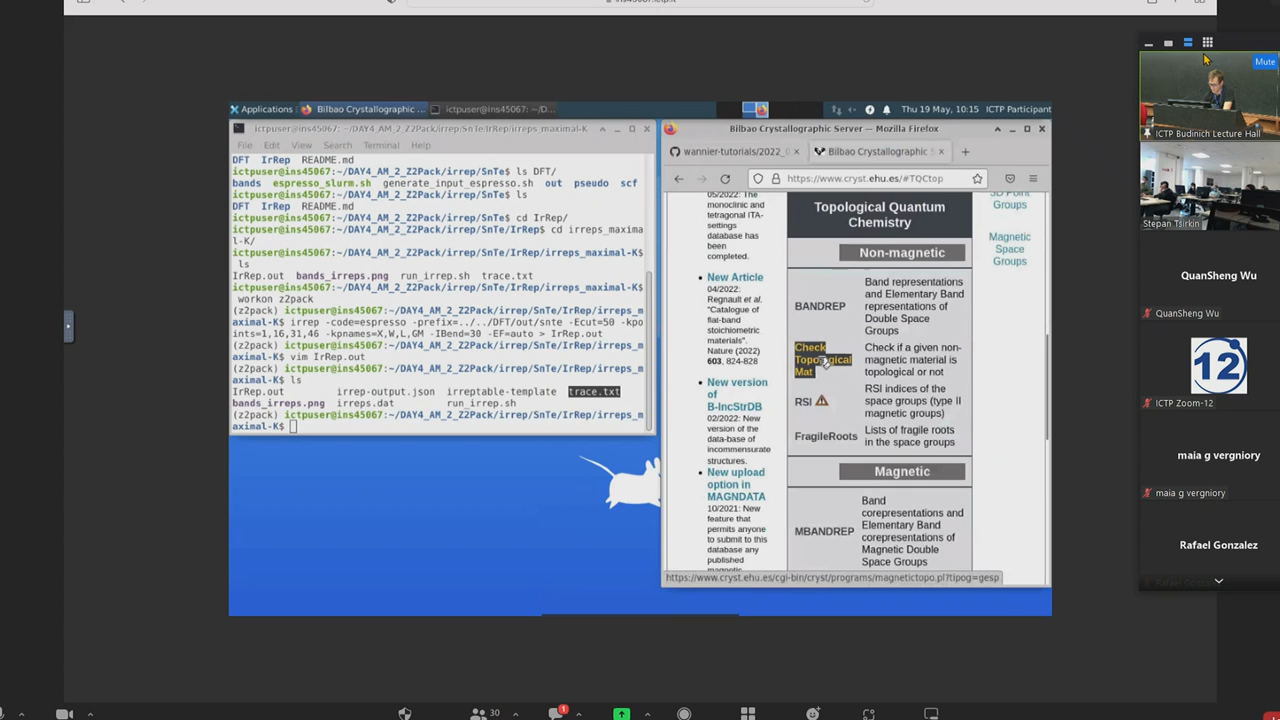 Applications
Bilbao Crystallographic ...
ictpuser@ins45067: ~/D...
Thu 19 May, 10:15
ICTP Participant
ictpuser@ins45067: ~/DAY4_AM_2_Z2Pack/irrep/SnTe/IrRep/irreps_maximal-K
File Edit View Search Terminal Help
DFT IrRep README.md
ictpuser@ins45067:~/DAY4_AM_2_Z2Pack/irrep/SnTe$ ls DFT/
bands espresso_slurm.sh generate_input_espresso.sh out pseudo scf
ictpuser@ins45067:~/DAY4_AM_2_Z2Pack/irrep/SnTe$ ls
DFT IrRep README.md
ictpuser@ins45067:~/DAY4_AM_2_Z2Pack/irrep/SnTe$ cd IrRep/
ictpuser@ins45067:~/DAY4_AM_2_Z2Pack/irrep/SnTe/IrRep$ cd irreps_maxima
l-K/
ictpuser@ins45067:~/DAY4_AM_2_Z2Pack/irrep/SnTe/IrRep/irreps_maximal-K$
ls
IrRep.out bands_irreps.png run_irrep.sh trace.txt
ictpuser@ins45067:~/DAY4_AM_2_Z2Pack/irrep/SnTe/IrRep/irreps_maximal-K$
workon z2pack
(z2pack) ictpuser@ins45067:~/DAY4_AM_2_Z2Pack/irrep/SnTe/IrRep/irreps_m
aximal-K$ irrep -code=espresso -prefix=../../DFT/out/snte -Ecut=50 -kpo
ints=1,16,31,46 -kpnames=X,W,L,GM -IBend=30 -EF=auto > IrRep.out
(z2pack) ictpuser@ins45067:~/DAY4_AM_2_Z2Pack/irrep/SnTe/IrRep/irreps_m
aximal-K$ vim IrRep.out
(z2pack) ictpuser@ins45067:~/DAY4_AM_2_Z2Pack/irrep/SnTe/IrRep/irreps_m
aximal-K$ ls
IrRep.out irrep-output.json irreptable-template trace.txt
bands_irreps.png irreps.dat run_irrep.sh
(z2pack) ictpuser@ins45067:~/DAY4_AM_2_Z2Pack/irrep/SnTe/IrRep/irreps_m
aximal-K$
Bilbao Crystallographic Server — Mozilla Firefox
wannier-tutorials/2022_0
Bilbao Crystallographic S
https://www.cryst.ehu.es/#TQCtop
05/2022: The
monoclinic and
tetragonal ITA-
settings
database has
been
completed.
New Article
04/2022:
Regnault et al.
"Catalogue of
flat-band
stoichiometric
materials".
Nature (2022)
603, 824-828
New version
of
B-IncStrDB
02/2022: New
version of the
data-base of
incommensurate
structures.
New upload
option in
MAGNDATA
10/2021: New
feature that
permits anyone
to submit to this
database any
published
magnetic
Topological Quantum
Chemistry
Non-magnetic
BANDREP
Band representations
and Elementary Band
representations of
Double Space
Groups
Check
Topological
Mat
Check if a given non-
magnetic material is
topological or not
RSI
RSI indices of the
space groups (type II
magnetic groups)
FragileRoots
Lists of fragile roots
in the space groups
Magnetic
MBANDREP
Band
corepresentations and
Elementary Band
corepresentations of
Magnetic Double
Space Groups
3D Point
Groups
Magnetic
Space
Groups
https://www.cryst.ehu.es/cgi-bin/cryst/programs/magnetictopo.pl?tipog=gesp
Mute
ICTP Budinich Lecture Hall
Stepan Tsirkin
QuanSheng Wu
QuanSheng Wu
12
ICTP Zoom-12
maia g vergniory
maia g vergniory
Rafael Gonzalez
30
1